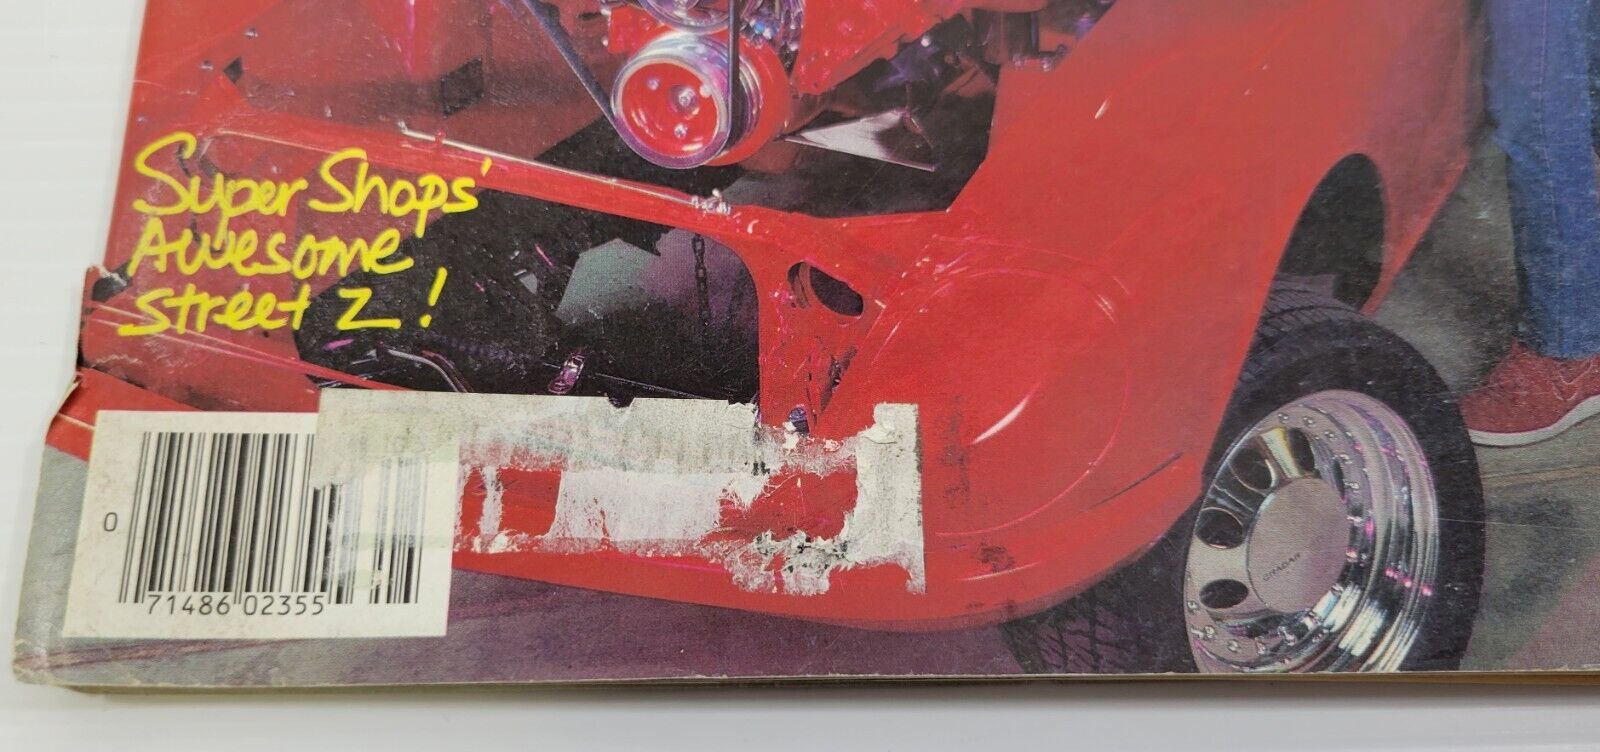 Super Shops'
Awesome
Street Z!
0
71486 02355